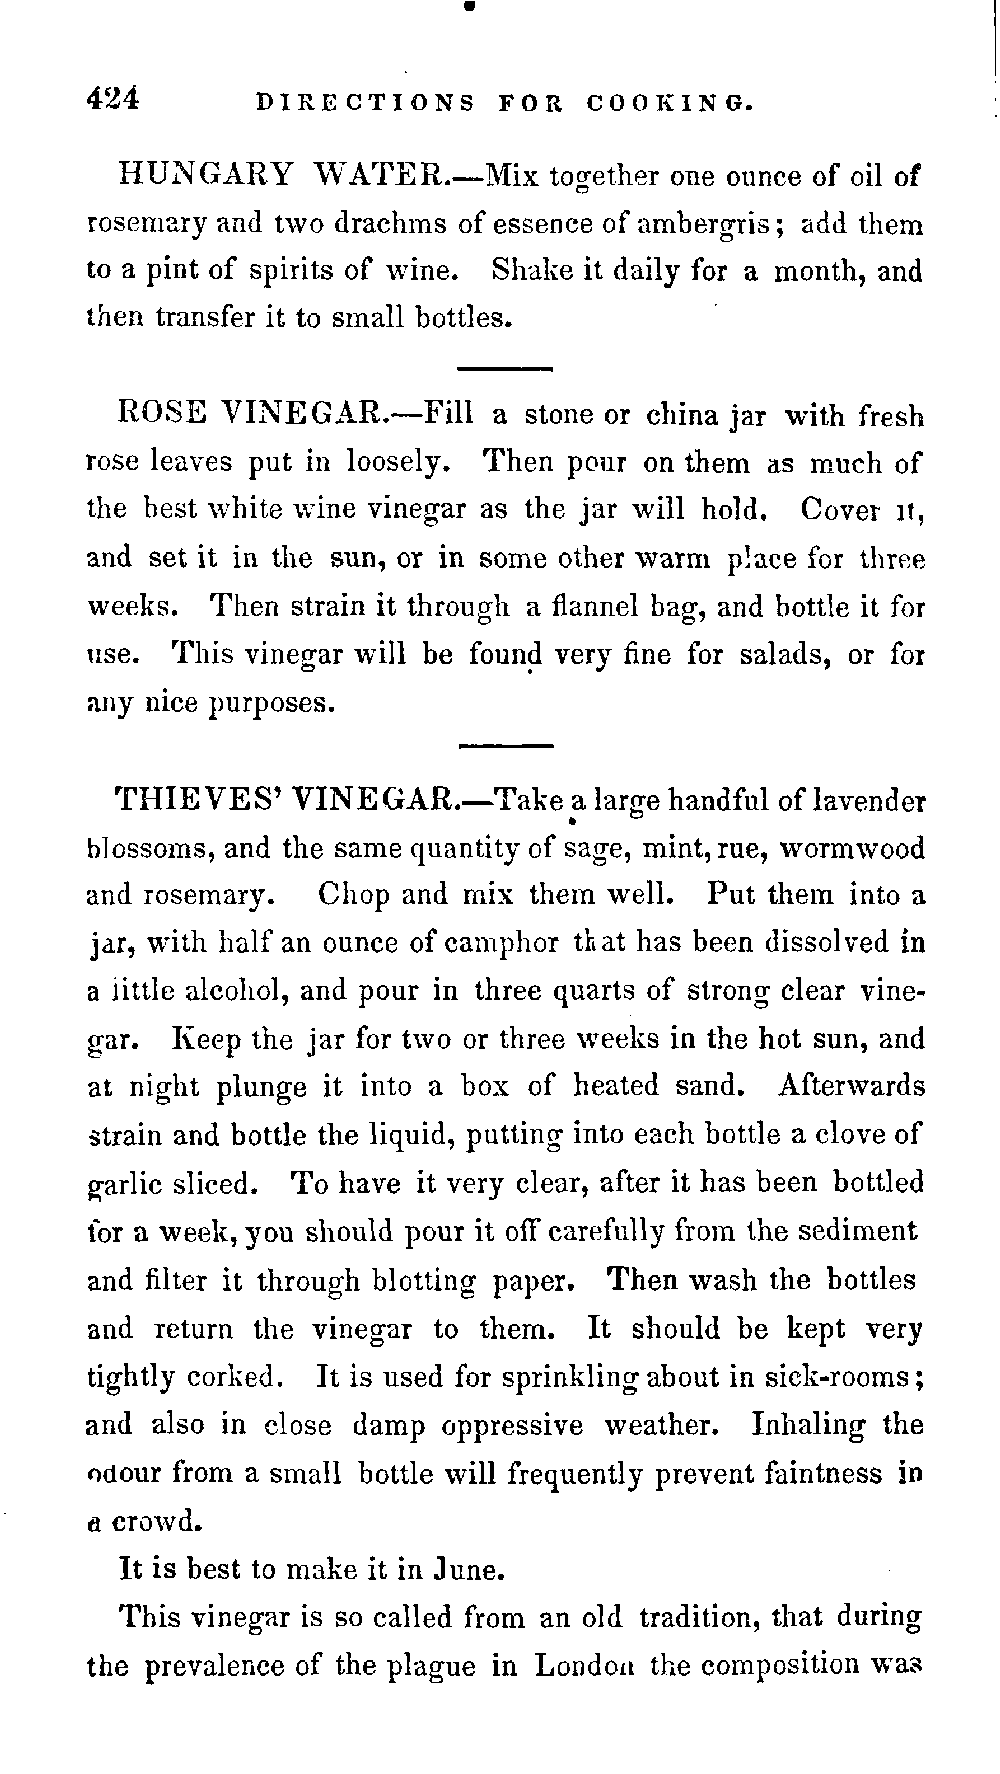 424 DIRECTIONS FOR COOKING.
HUNGARY WATER.—Mix together one ounce of oil of
rosemary and two drachms of essence of ambergris; add them
to a pint of spirits of wine. Shake it daily for a month, and
then transfer it to small bottles.
ROSE VINEGAR.—Fill a stone or china jar with fresh
rose leaves put in loosely. Then pour on them as much of
the best white wine vinegar as the jar will hold. Cover it,
and set it in the sun, or in some other warm place for three
weeks. Then strain it through a flannel bag, and bottle it for
use. This vinegar will be found very fine for salads, or for
any nice purposes.
THIEVES' VINEGAR.—Take a large handful of lavender
blossoms, and the same quantity of sage, mint, rue, wormwood
and rosemary. Chop and mix them well. Put them into a
jar, with half an ounce of camphor that has been dissolved in
a little alcohol, and pour in three quarts of strong clear vine-
gar. Keep the jar for two or three weeks in the hot sun, and
at night plunge it into a box of heated sand. Afterwards
strain and bottle the liquid, putting into each bottle a clove of
garlic sliced. To have it very clear, after it has been bottled
for a week, you should pour it off carefully from the sediment
and filter it through blotting paper. Then wash the bottles
and return the vinegar to them. It should be kept very
tightly corked. It is used for sprinkling about in sick-rooms;
and also in close damp oppressive weather. Inhaling the
odour from a small bottle will frequently prevent faintness in
a crowd.
It is best to make it in June.
This vinegar is so called from an old tradition, that during
the prevalence of the plague in London the composition was